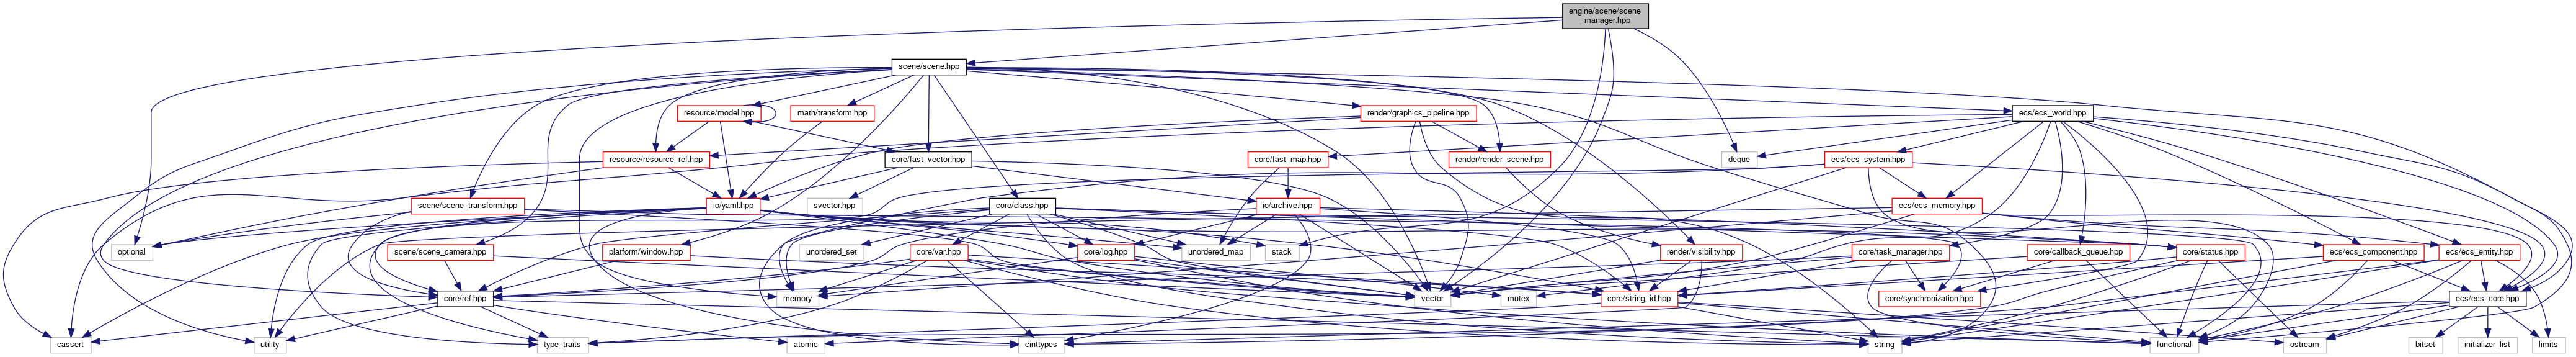 engine/scene/scene
_manager.hpp
scene/scene.hpp
resource/model.hpp
math/transform.hpp
render/graphics_pipeline.hpp
ecs/ecs_world.hpp
resource/resource_ref.hpp
core/fast_vector.hpp
core/fast_map.hpp
render/render_scene.hpp
deque
ecs/ecs_system.hpp
scene/scene_transform.hpp
io/yaml.hpp
svector.hpp
core/class.hpp
io/archive.hpp
ecs/ecs_memory.hpp
optional
scene/scene_camera.hpp
platform/window.hpp
unordered_set
core/var.hpp
core/log.hpp
unordered_map
stack
render/visibility.hpp
core/task_manager.hpp
core/callback_queue.hpp
core/status.hpp
ecs/ecs_component.hpp
ecs/ecs_entity.hpp
core/ref.hpp
memory
vector
mutex
core/string_id.hpp
core/synchronization.hpp
ecs/ecs_core.hpp
cassert
utility
type_traits
atomic
cinttypes
string
functional
ostream
bitset
initializer_list
limits